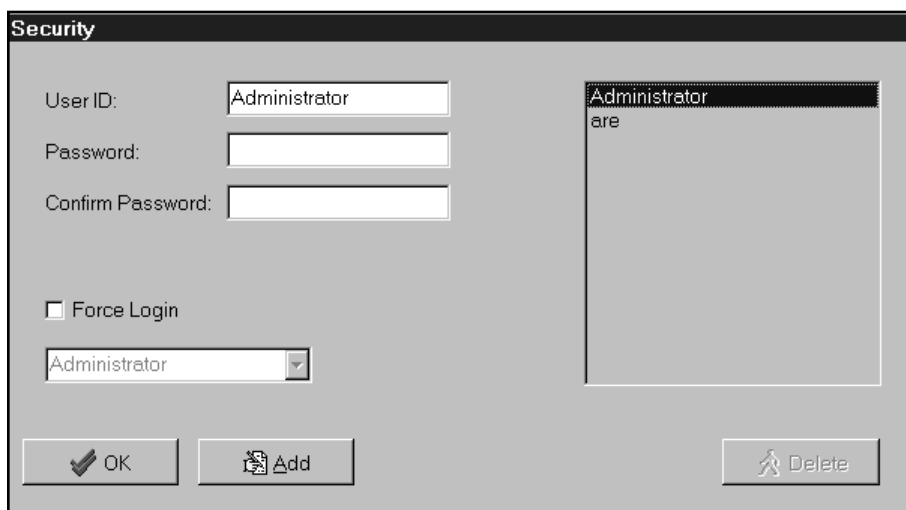 Security
User ID:
Administrator
Password:
Confirm Password:
Force Login
Administrator
Administrator
are
OK
Add
Delete